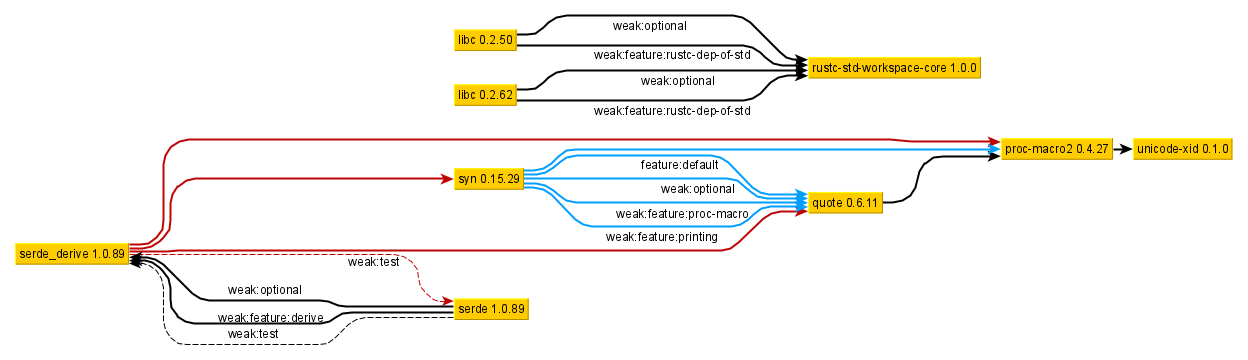 weak:optional
libc 0.2.50
weak:feature:rustc-dep-of-std
rustc-std-workspace-core 1.0.0
weak:optional
libc 0.2.62
weak:feature:rustc-dep-of-std
proc-macro2 0.4.27
unicode-xid 0.1.0
feature:default
syn 0.15.29
weak:optional
quote 0.6.11
weak:feature:proc-macro
weak:feature:printing
serde_derive 1.0.89
weak:test
weak:optional
serde 1.0.89
weak:feature:derive
weak:test